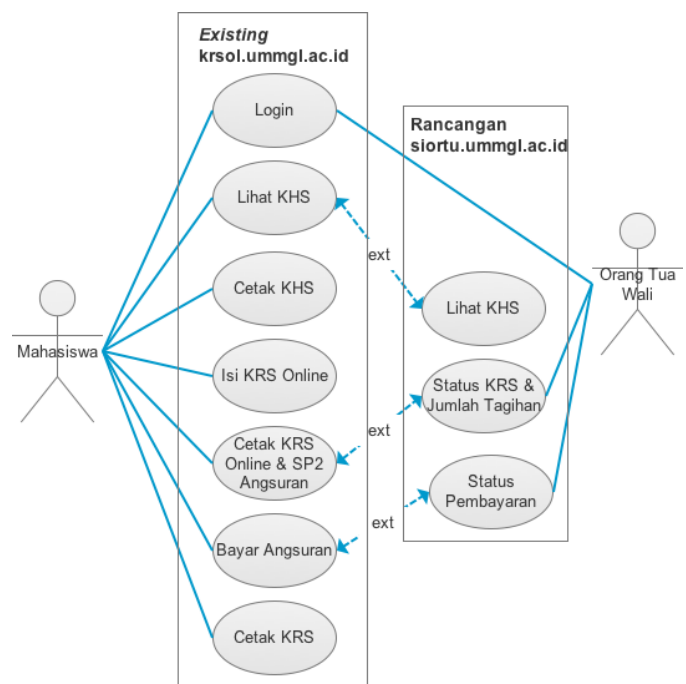 Existing
krsol.ummgl.ac.id
Login
Rancangan
siortu.ummgl.ac.id
Lihat KHS
ext
Orang Tua
Wali
Cetak KHS
Lihat KHS
Mahasiswa
Isi KRS Online
Status KRS &
Jumlah Tagihan
ext
Cetak KRS
Online & SP2
Angsuran
Status
Pembayaran
ext
Bayar Angsuran
Cetak KRS